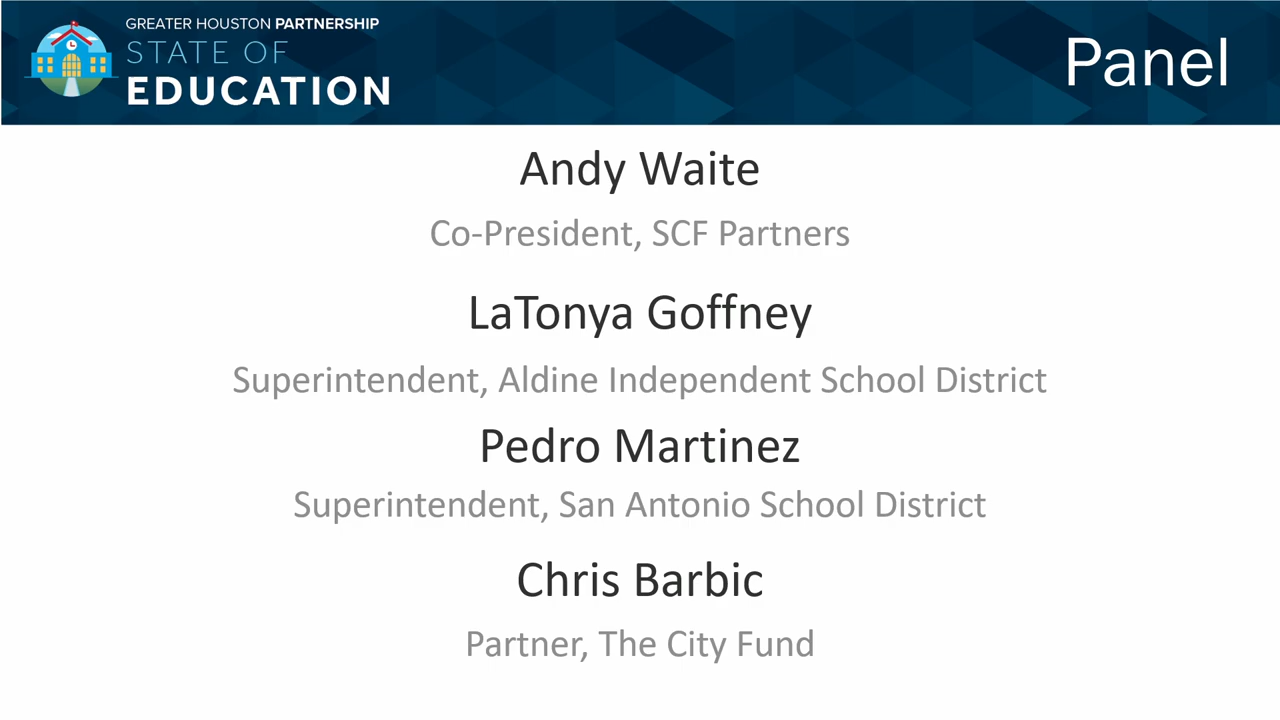 GREATER HOUSTON PARTNERSHIP
STATE OF
EDUCATION
Panel
Andy Waite
Co-President, SCF Partners
LaTonya Goffney
Superintendent, Aldine Independent School District
Pedro Martinez
Superintendent, San Antonio School District
Chris Barbic
Partner, The City Fund